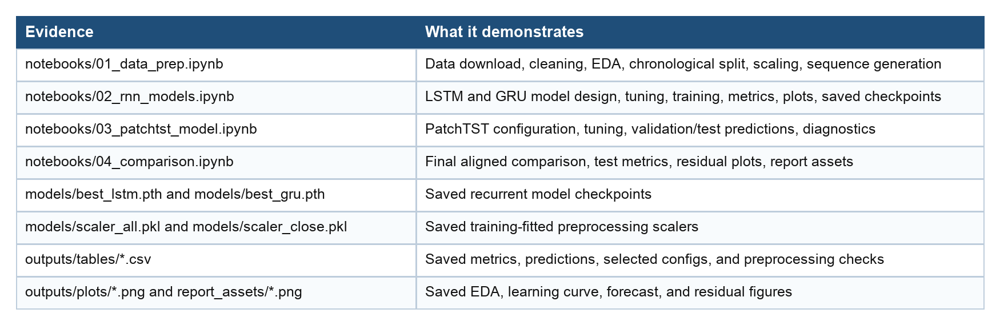 Evidence What it demonstrates
notebooks/01_data_prep.ipynb Data download, cleaning, EDA, chronological split, scaling, sequence generation
notebooks/02_rnn_models.ipynb LSTM and GRU model design, tuning, training, metrics, plots, saved checkpoints
notebooks/03_patchtst_model.ipynb PatchTST configuration, tuning, validation/test predictions, diagnostics
notebooks/04_comparison.ipynb Final aligned comparison, test metrics, residual plots, report assets
models/best_lstm.pth and models/best_gru.pth Saved recurrent model checkpoints
models/scaler_all.pkl and models/scaler_close.pkl Saved training-fitted preprocessing scalers
outputs/tables/*.csv Saved metrics, predictions, selected configs, and preprocessing checks
outputs/plots/*.png and report_assets/*.png Saved EDA, learning curve, forecast, and residual figures